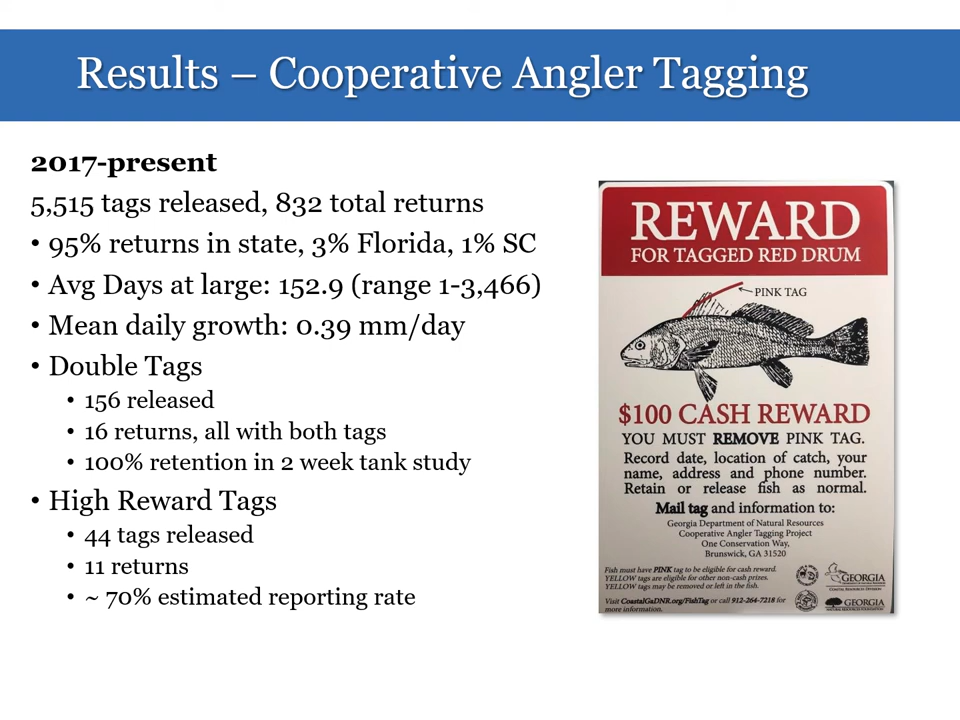 Results – Cooperative Angler Tagging
2017-present
5,515 tags released, 832 total returns
• 95% returns in state, 3% Florida, 1% SC
• Avg Days at large: 152.9 (range 1-3,466)
• Mean daily growth: 0.39 mm/day
• Double Tags
• 156 released
• 16 returns, all with both tags
• 100% retention in 2 week tank study
• High Reward Tags
• 44 tags released
• 11 returns
• ~ 70% estimated reporting rate
REWARD
FOR TAGGED RED DRUM
PINK TAG
$100 CASH REWARD
YOU MUST REMOVE PINK TAG.
Record date, location of catch, your
name, address and phone number.
Retain or release fish as normal.
Mail tag and information to:
Georgia Department of Natural Resources
Cooperative Angler Tagging Project
One Conservation Way,
Brunswick, GA 31520
Fish must have PINK tag to be eligible for cash reward.
YELLOW tags are eligible for other non-cash prizes.
YELLOW tags may be removed or left in the fish.
Visit CoastalGaDNR.org/FishTag or call 912-264-7218 for
more information.
GEORGIA
COASTAL RESOURCES DIVISION
GEORGIA